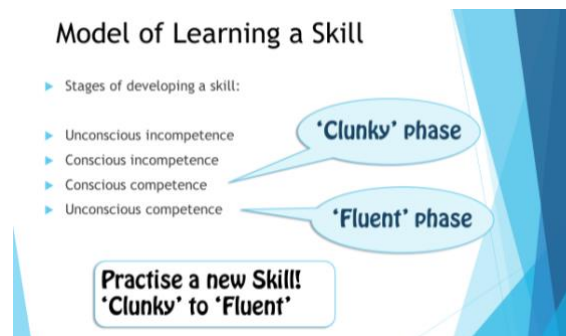 Model of Learning a Skill
Stages of developing a skill:
Unconscious incompetence
Conscious incompetence
Conscious competence
Unconscious competence
‘Clunky’ phase
‘Fluent’ phase
Practise a new Skill!
‘Clunky’ to ‘Fluent’